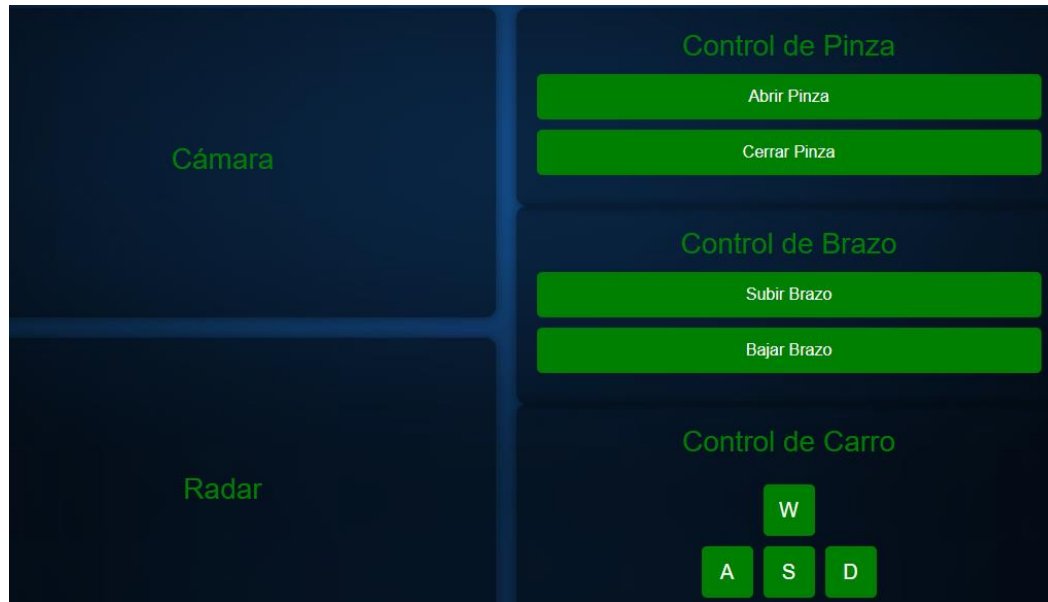 Cámara
Radar
Control de Pinza
Abrir Pinza
Cerrar Pinza
Control de Brazo
Subir Brazo
Bajar Brazo
Control de Carro
W
A S D